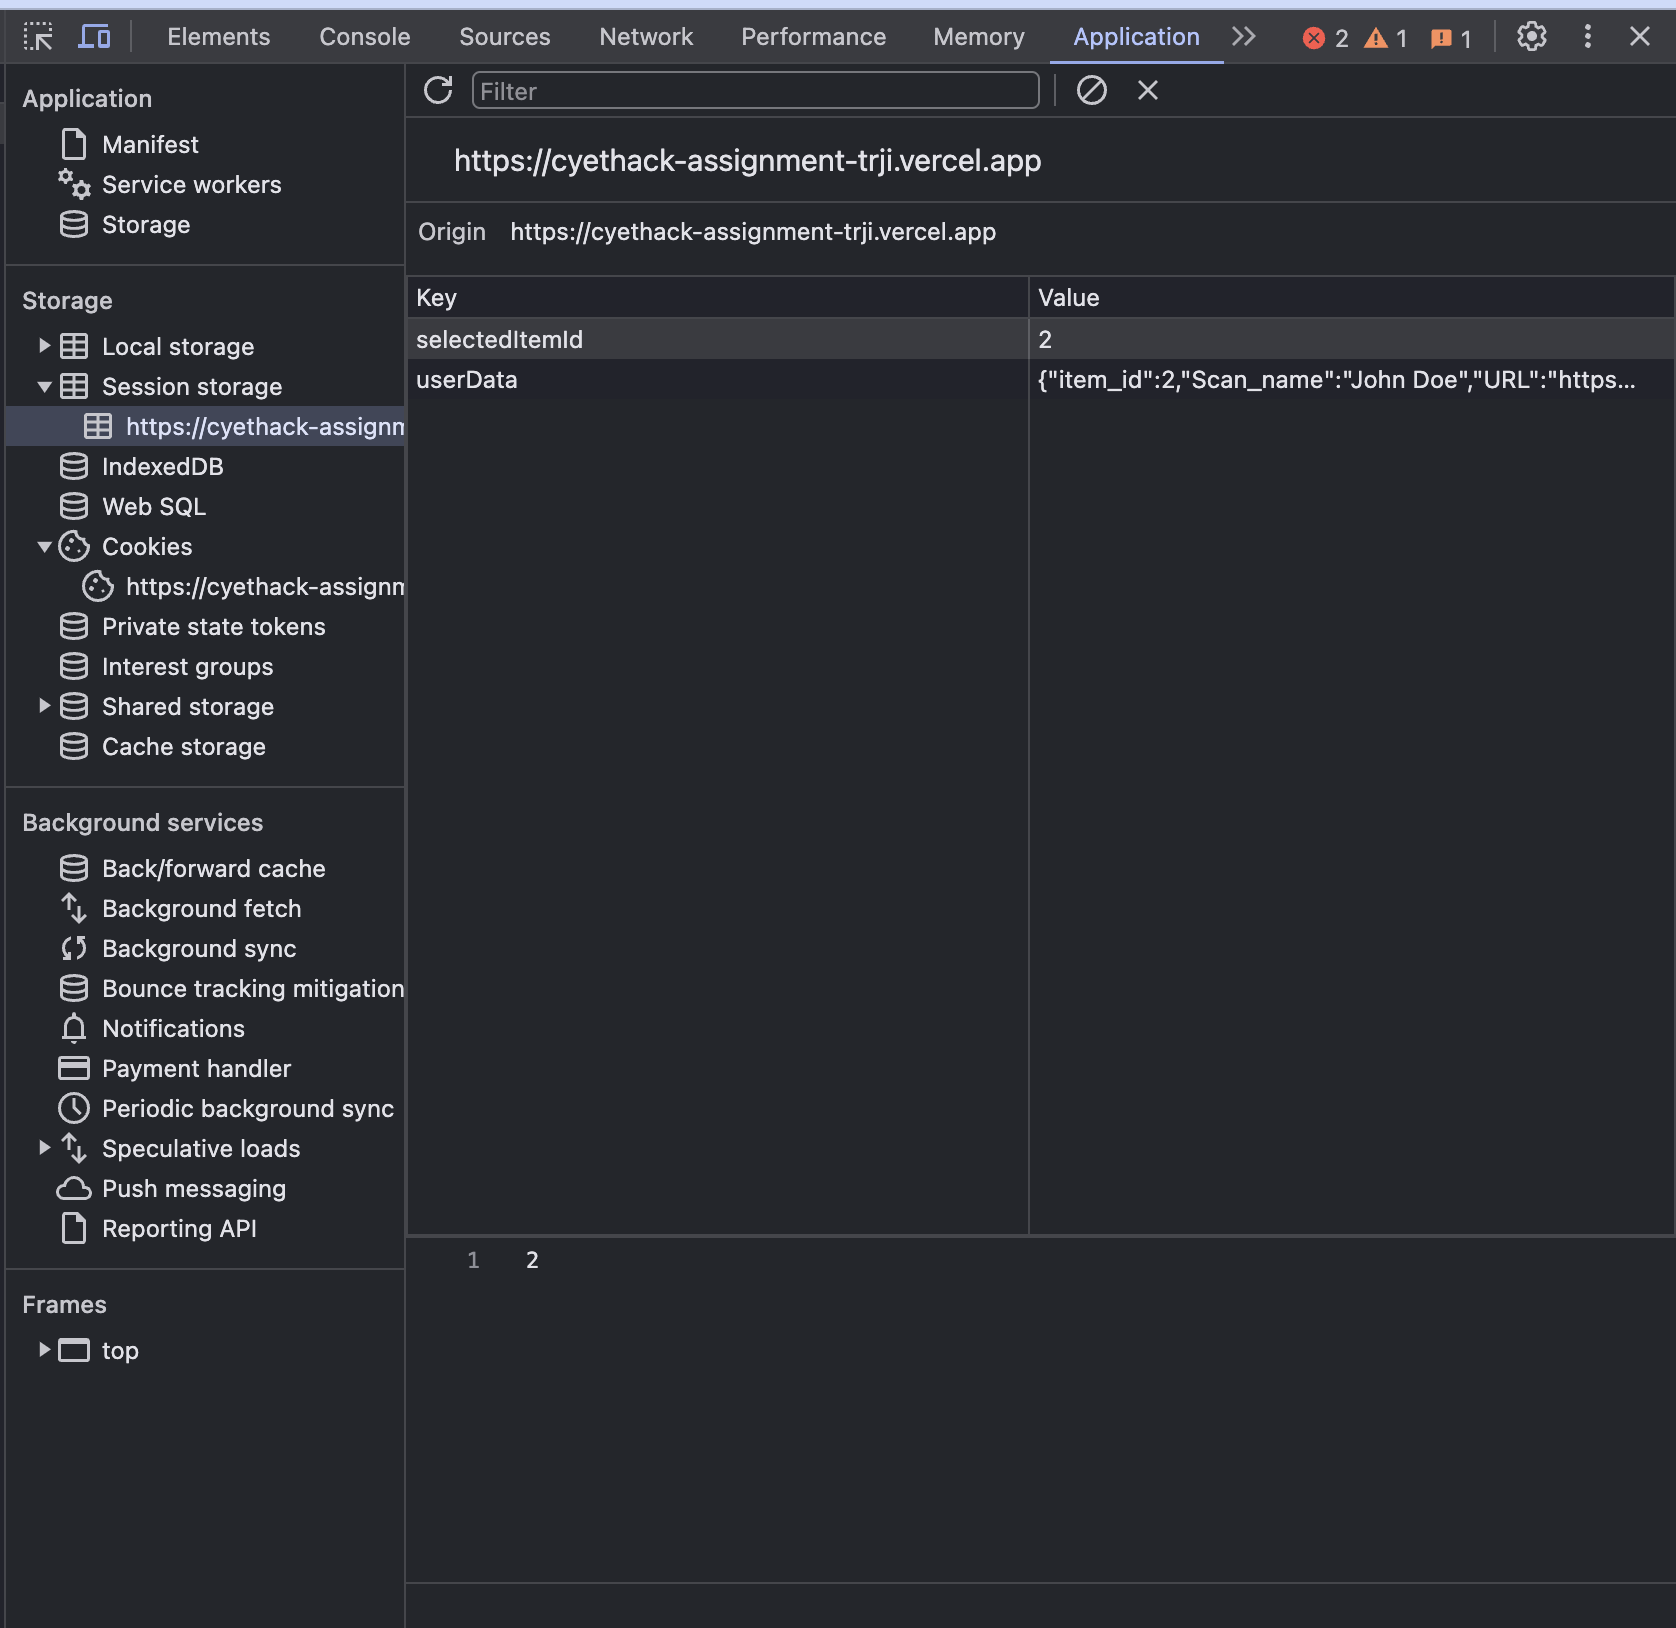 Elements Console Sources Network Performance Memory Application 2 1 1
Application
Manifest
Service workers
Storage
Storage
Local storage
Session storage
https://cyethack-assignm
IndexedDB
Web SQL
Cookies
https://cyethack-assignm
Private state tokens
Interest groups
Shared storage
Cache storage
Background services
Back/forward cache
Background fetch
Background sync
Bounce tracking mitigation
Notifications
Payment handler
Periodic background sync
Speculative loads
Push messaging
Reporting API
Frames
top
Filter
https://cyethack-assignment-trji.vercel.app
Origin https://cyethack-assignment-trji.vercel.app
Key Value
selectedItemId 2
userData {"item_id":2,"Scan_name":"John Doe","URL":"https...
1 2